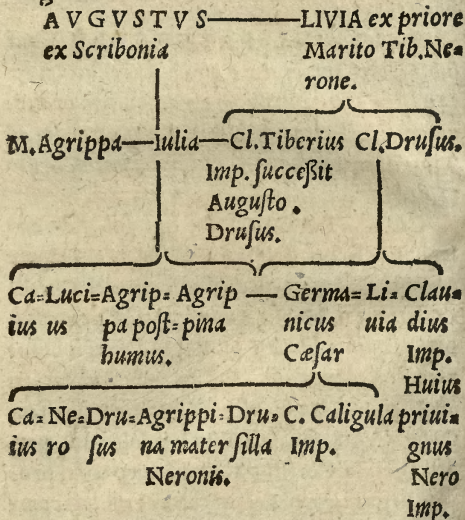 AVGVSTVS LIVIA ex priore
ex Scribonia Marito Tib.Ne=
rone.
M.Agrippa Iulia Cl.Tiberius Cl.Druſus.
Imp. ſucceßit
Auguſto.
Druſus.
Ca=Luci=Agrip= Agrip Germa= Li= Clau=
ius us pa poſt= pina nicus uia dius
humus. Cæſar Imp.
Huius
Ca= Ne=Dru=Agrippi=Dru= C. Caligula priui=
ius ro ſus na mater ſilla Imp. gnus
Neronis. Nero
Imp.